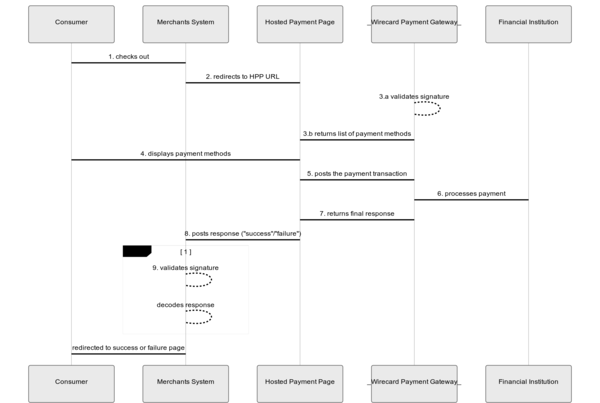 Consumer
Merchants System
Hosted Payment Page
_Wirecard Payment Gateway_
Financial Institution
1. checks out
2. redirects to HPP URL
3.a validates signature
3.b returns list of payment methods
4. displays payment methods
5. posts the payment transaction
6. processes payment
7. returns final response
8. posts response ("success"/"failure")
[ 1 ]
9. validates signature
decodes response
redirected to success or failure page
Consumer
Merchants System
Hosted Payment Page
_Wirecard Payment Gateway_
Financial Institution